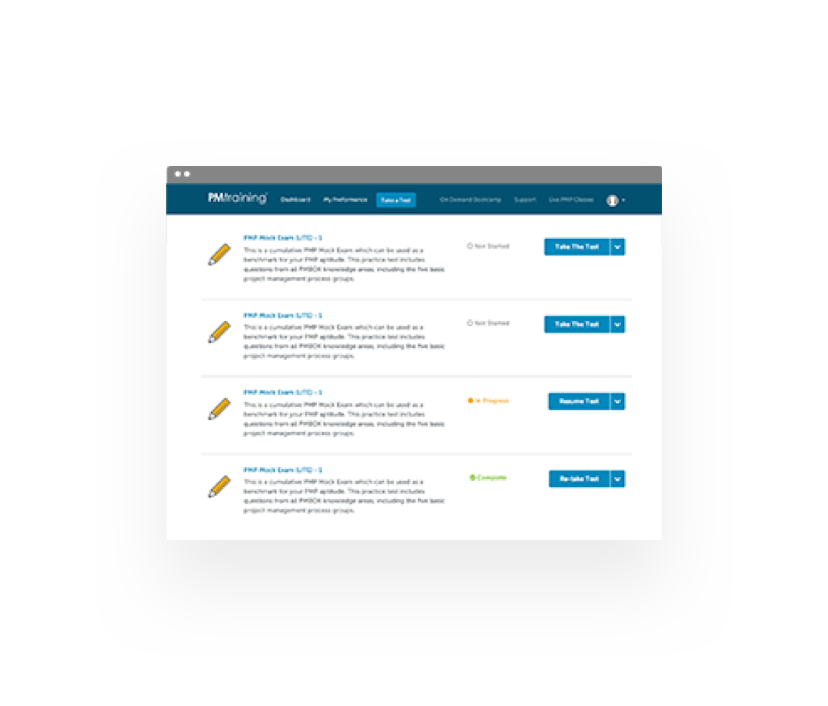 PMtraining
Dashboard
My Preformance
Take a Test
On Demand Bootcamp
Support
Live PMP Classes
PMP Mock Exam (LITE) - 1
This is a cumulative PMP Mock Exam which can be used as a
benchmark for your PMP aptitude. This practice test includes
questions from all PMBOK knowledge areas, including the five basic
project management process groups.
Not Started
Take The Test
PMP Mock Exam (LITE) - 1
This is a cumulative PMP Mock Exam which can be used as a
benchmark for your PMP aptitude. This practice test includes
questions from all PMBOK knowledge areas, including the five basic
project management process groups.
Not Started
Take The Test
PMP Mock Exam (LITE) - 1
This is a cumulative PMP Mock Exam which can be used as a
benchmark for your PMP aptitude. This practice test includes
questions from all PMBOK knowledge areas, including the five basic
project management process groups.
In Progress
Resume Test
PMP Mock Exam (LITE) - 1
This is a cumulative PMP Mock Exam which can be used as a
benchmark for your PMP aptitude. This practice test includes
questions from all PMBOK knowledge areas, including the five basic
project management process groups.
Complete
Re-take Test